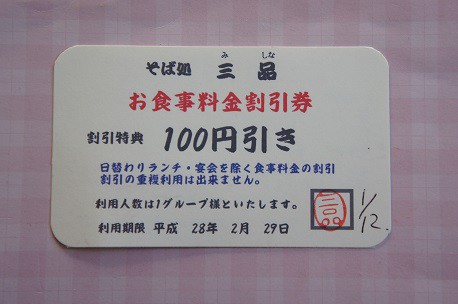 み しな
そば処 三品
お食事料金割引券
割引特典 100円引き
日替わりランチ・宴会を除く食事料金の割引
割引の重複利用は出来ません。
利用人数は1グループ様といたします。
利用期限 平成 28年 2月 29日
三品
1/12.